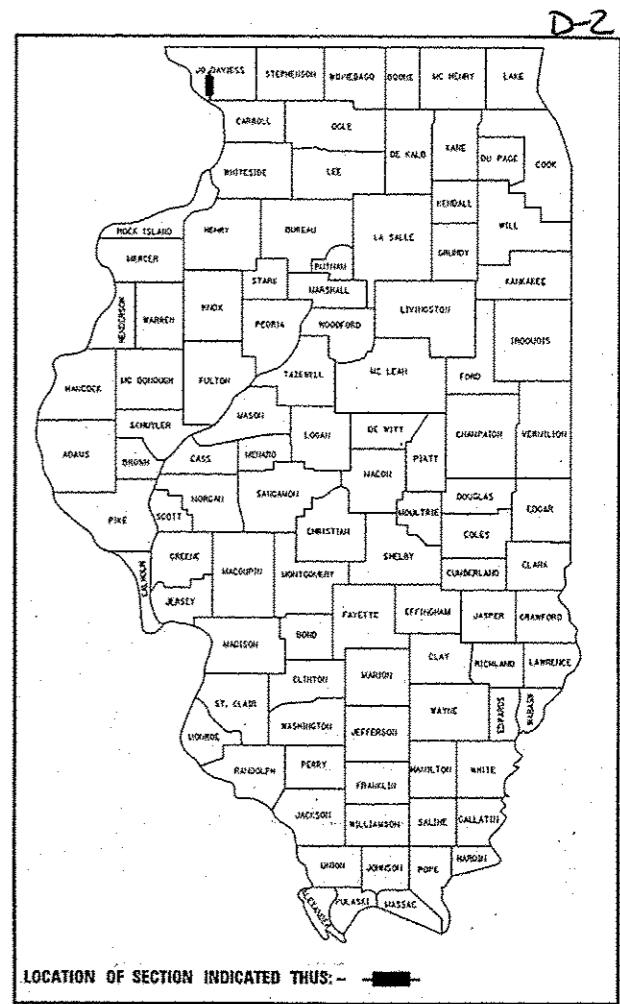 D-2
JO DAVIESS STEPHENSON WINNEBAGO BOONE MC HENRY LAKE
CARROLL OGLE DE KALB KANE DU PAGE COOK
WHITESIDE LEE
KENDALL
ROCK ISLAND HENRY BUREAU LA SALLE GRUNDY WILL
MERCER STARK PUTNAM KANKAKEE
HENDERSON WARREN KNOX PEORIA MARSHALL LIVINGSTON
WOODFORD IROQUOIS
HANCOCK MC DONOUGH FULTON TAZEWELL MC LEAN FORD
MASON
SCHUYLER LOGAN DE WITT CHAMPAIGN VERMILION
ADAMS BROWN CASS MENARD MACON PIATT
PIKE SCOTT MORGAN SANGAMON MOULTRIE DOUGLAS EDGAR
CHRISTIAN COLES
CALHOUN GREENE MACOUPIN MONTGOMERY SHELBY CUMBERLAND CLARK
JERSEY FAYETTE EFFINGHAM JASPER CRAWFORD
MADISON BOND
CLAY RICHLAND LAWRENCE
ST. CLAIR CLINTON MARION
WAYNE EDWARDS WABASH
MONROE WASHINGTON JEFFERSON
RANDOLPH PERRY HAMILTON WHITE
FRANKLIN
JACKSON WILLIAMSON SALINE GALLATIN
UNION JOHNSON POPE HARDIN
ALEXANDER PULASKI MASSAC
LOCATION OF SECTION INDICATED THUS: -